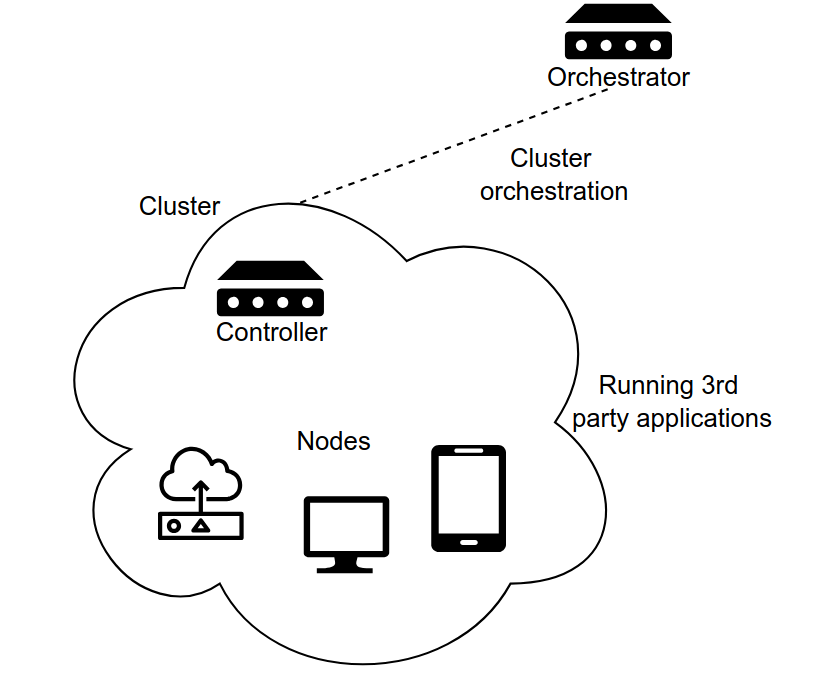 Orchestrator
Cluster
orchestration
Cluster
Controller
Running 3rd
party applications
Nodes